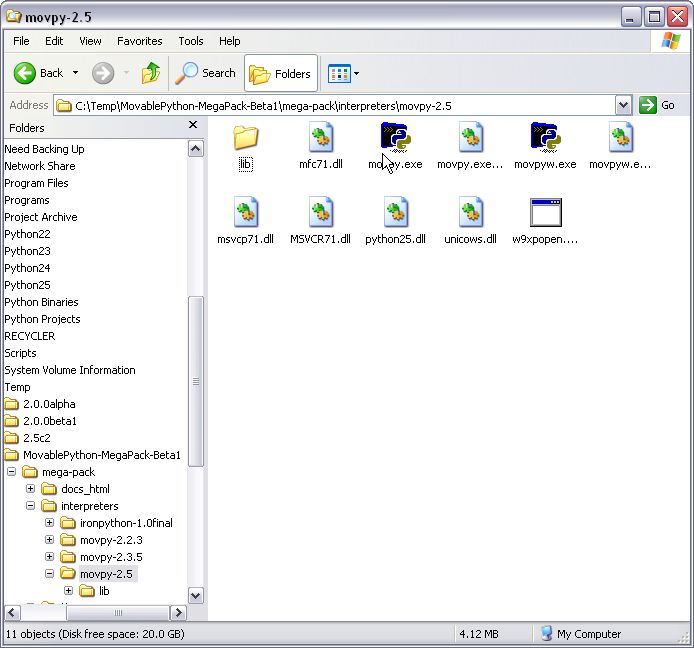 movpy-2.5
File Edit View Favorites Tools Help
Back Search Folders
Address C:\Temp\MovablePython-MegaPack-Beta1\mega-pack\interpreters\movpy-2.5 Go
Folders
Need Backing Up
Network Share
Program Files
Programs
Project Archive
Python22
Python23
Python24
Python25
Python Binaries
Python Projects
RECYCLER
Scripts
System Volume Information
Temp
2.0.0alpha
2.0.0beta1
2.5c2
MovablePython-MegaPack-Beta1
mega-pack
docs_html
interpreters
ironpython-1.0final
movpy-2.2.3
movpy-2.3.5
movpy-2.5
lib
lib mfc71.dll movpy.exe movpy.exe... movpyw.exe movpyw.e...
msvcp71.dll MSVCR71.dll python25.dll unicows.dll w9xpopen....
11 objects (Disk free space: 20.0 GB) 4.12 MB My Computer